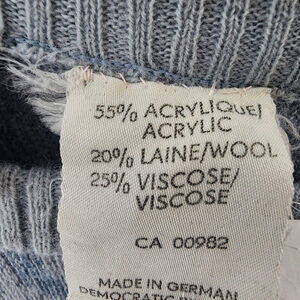 55% ACRYLIQUE/
ACRYLIC
20% LAINE/WOOL
25% VISCOSE/
VISCOSE
CA 00982
MADE IN GERMAN
DEMOCRATIC